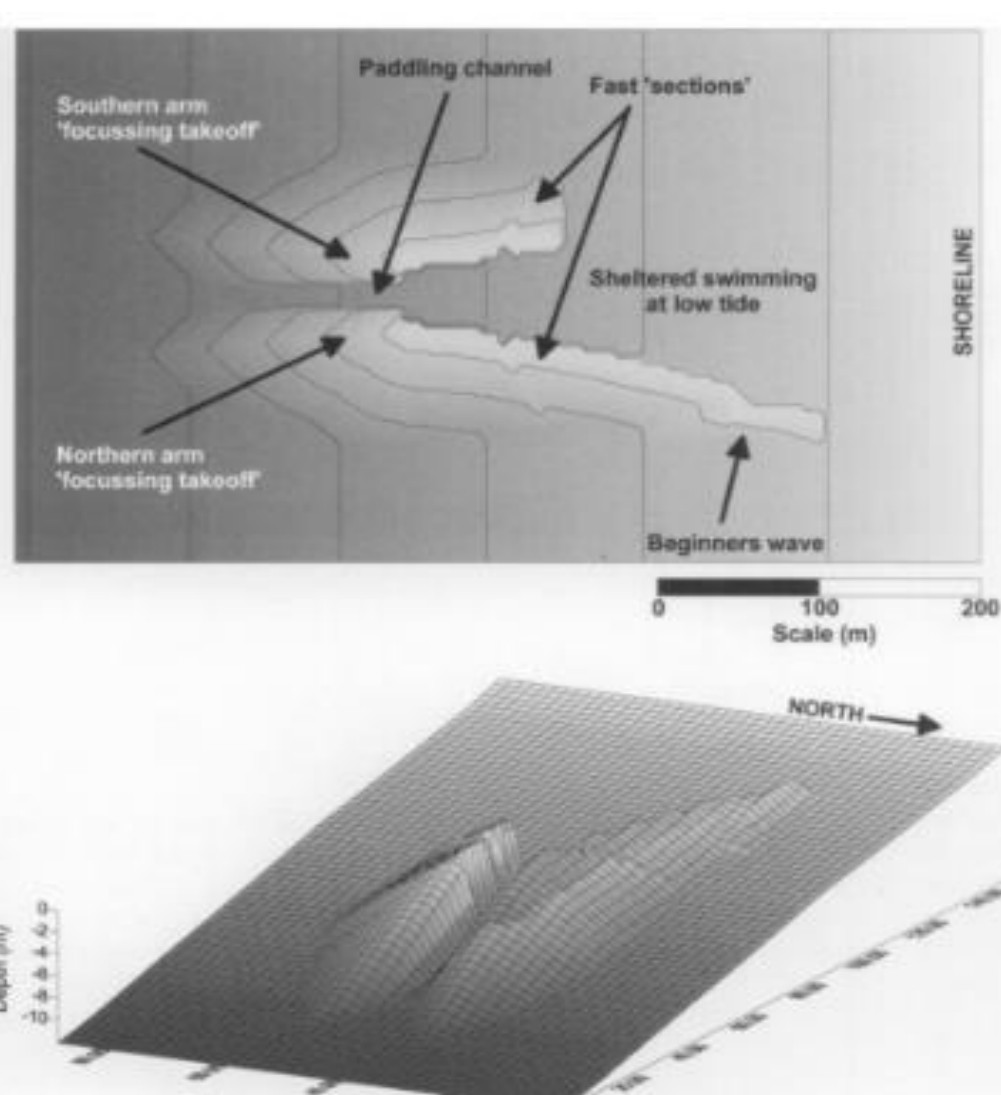 Paddling channel
Fast 'sections'
Southern arm
'focussing takeoff'
Sheltered swimming
at low tide
SHORELINE
Northern arm
'focussing takeoff'
Beginners wave
0 100 200
Scale (m)
NORTH
0
-2
-4
-6
-8
-10
Depth (m)